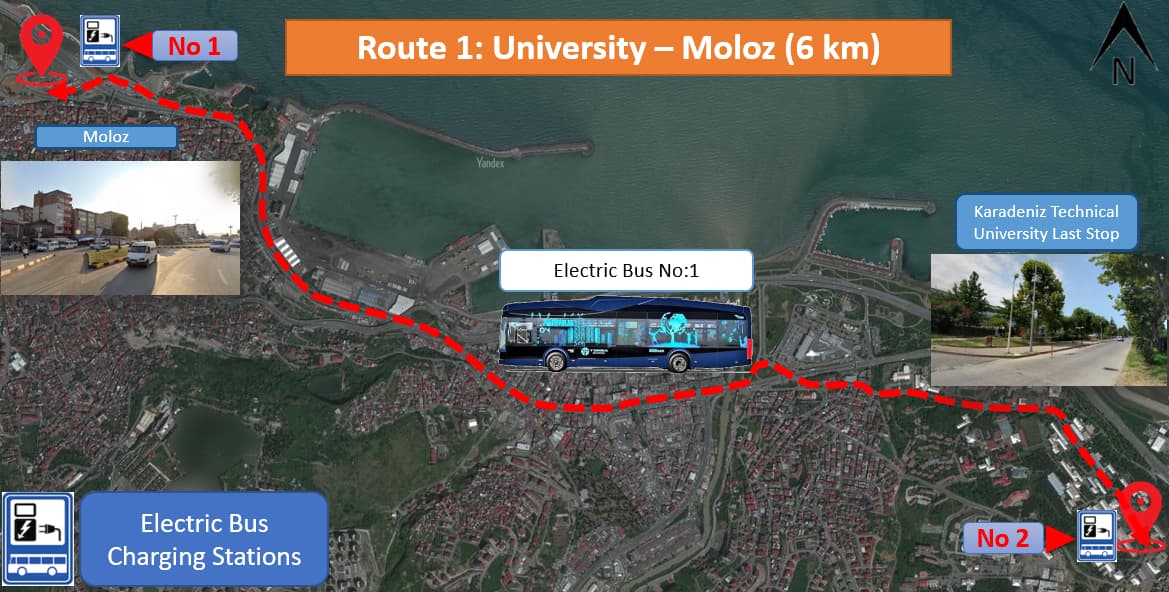 Route 1: University – Moloz (6 km)
No 1
N
Moloz
Yandex
Karadeniz Technical
University Last Stop
Electric Bus No:1
Electric Bus
Charging Stations
No 2